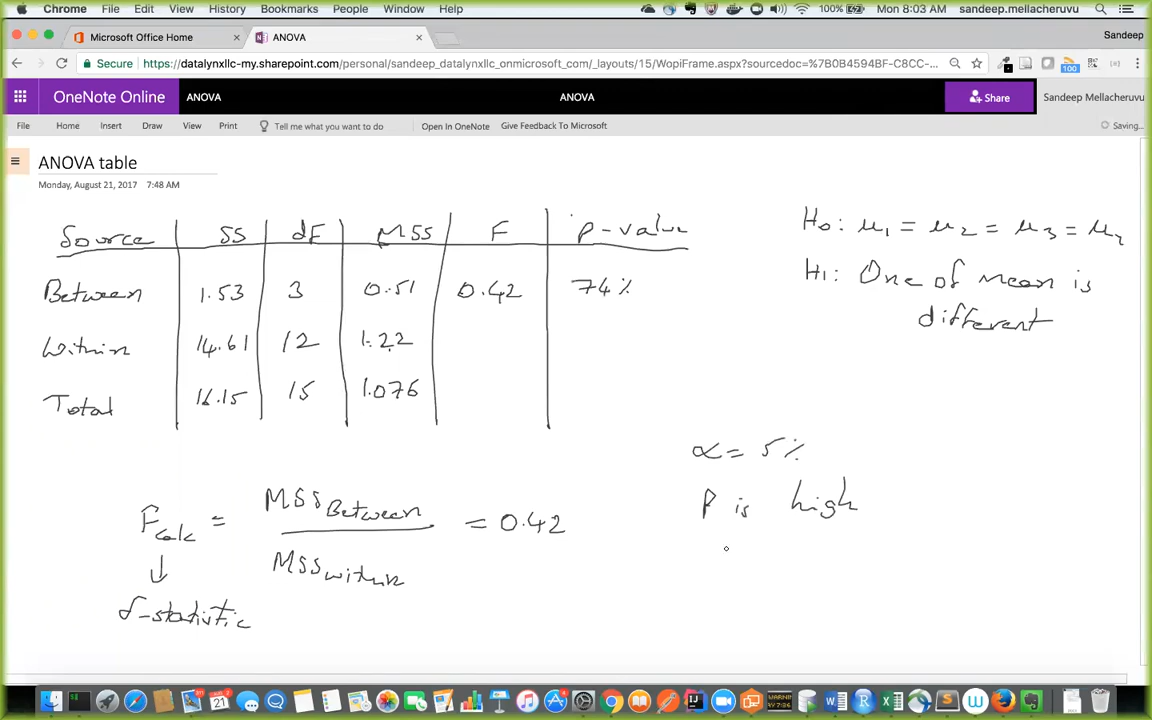 Chrome File Edit View History Bookmarks People Window Help 100% Mon 8:03 AM sandeep.mellacheruvu
Microsoft Office Home × ANOVA × Sandeep
Secure https://datalynxllc-my.sharepoint.com/personal/sandeep_datalynxllc_onmicrosoft_com/_layouts/15/WopiFrame.aspx?sourcedoc=%7B0B4594BF-C8CC-... 100
OneNote Online ANOVA ANOVA Share Sandeep Mellacheruvu
File Home Insert Draw View Print Tell me what you want to do Open In OneNote Give Feedback To Microsoft Saving...
ANOVA table
Monday, August 21, 2017 7:48 AM
Source SS dF MSS F P-value
Between 1.53 3 0.51 0.42 74%
Within 14.61 12 1.22
Total 16.15 15 1.076
H0: μ1 = μ2 = μ3 = μ4
H1: One of mean is
different
α = 5%
P is high
Fcalc = MSS Between / MSS within = 0.42
↓
f-statistic